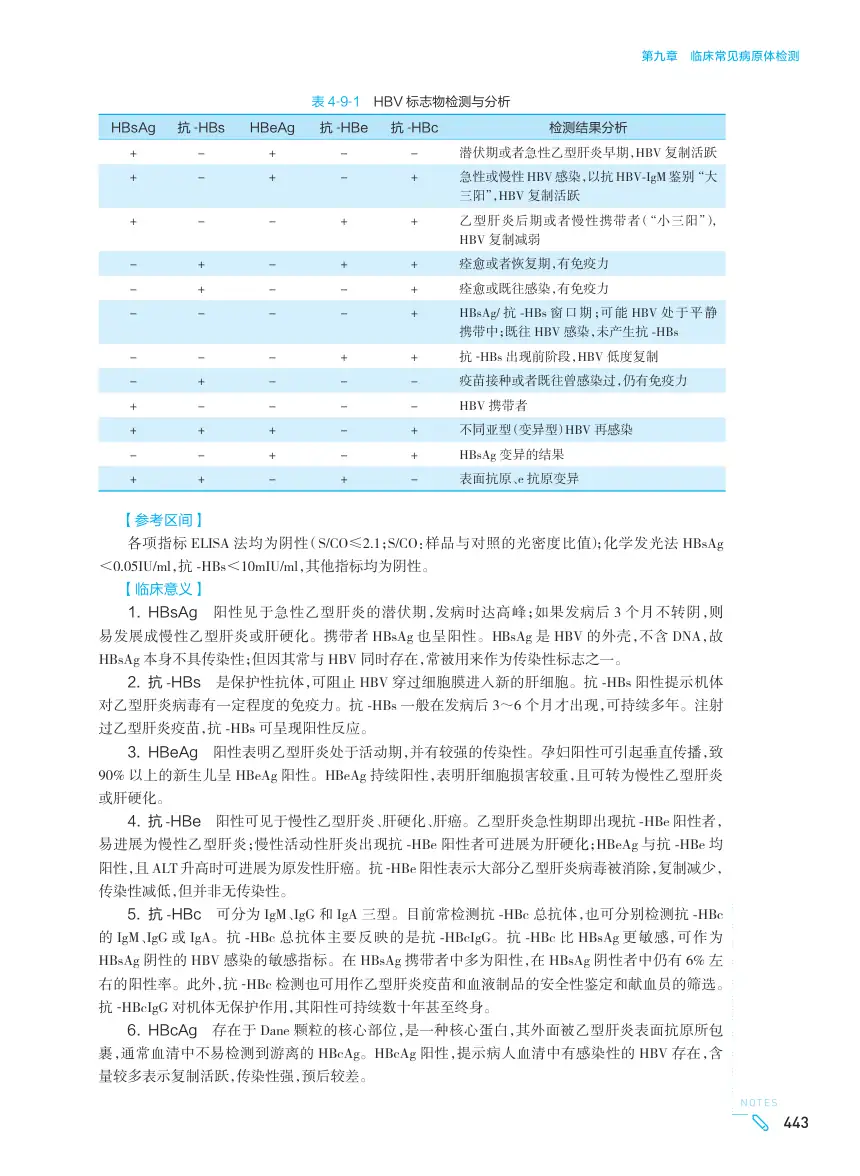 第九章 临床常见病原体检测
表 4-9-1 HBV 标志物检测与分析
HBsAg 抗 -HBs HBeAg 抗 -HBe 抗 -HBc 检测结果分析
+ − + − − 潜伏期或者急性乙型肝炎早期,HBV 复制活跃
+ − + − + 急性或慢性 HBV 感染,以抗 HBV-IgM 鉴别“大
三阳”,HBV 复制活跃
+ − − + + 乙型肝炎后期或者慢性携带者(“小三阳”),
HBV 复制减弱
− + − + + 痊愈或者恢复期,有免疫力
− + − − + 痊愈或既往感染,有免疫力
− − − − + HBsAg/ 抗 -HBs 窗口期;可能 HBV 处于平静
携带中;既往 HBV 感染,未产生抗 -HBs
− − − + + 抗 -HBs 出现前阶段,HBV 低度复制
− + − − − 疫苗接种或者既往曾感染过,仍有免疫力
+ − − − − HBV 携带者
+ + + − + 不同亚型(变异型)HBV 再感染
− − + − + HBsAg 变异的结果
+ + − + − 表面抗原、e 抗原变异
【参考区间】
各项指标 ELISA 法均为阴性(S/CO≤2.1;S/CO:样品与对照的光密度比值);化学发光法 HBsAg
<0.05IU/ml,抗 -HBs<10mIU/ml,其他指标均为阴性。
【临床意义】
1. HBsAg 阳性见于急性乙型肝炎的潜伏期,发病时达高峰;如果发病后 3 个月不转阴,则
易发展成慢性乙型肝炎或肝硬化。携带者 HBsAg 也呈阳性。HBsAg 是 HBV 的外壳,不含 DNA,故
HBsAg 本身不具传染性;但因其常与 HBV 同时存在,常被用来作为传染性标志之一。
2. 抗 -HBs 是保护性抗体,可阻止 HBV 穿过细胞膜进入新的肝细胞。抗 -HBs 阳性提示机体
对乙型肝炎病毒有一定程度的免疫力。抗 -HBs 一般在发病后 3~6 个月才出现,可持续多年。注射
过乙型肝炎疫苗,抗 -HBs 可呈现阳性反应。
3. HBeAg 阳性表明乙型肝炎处于活动期,并有较强的传染性。孕妇阳性可引起垂直传播,致
90% 以上的新生儿呈 HBeAg 阳性。HBeAg 持续阳性,表明肝细胞损害较重,且可转为慢性乙型肝炎
或肝硬化。
4. 抗 -HBe 阳性可见于慢性乙型肝炎、肝硬化、肝癌。乙型肝炎急性期即出现抗 -HBe 阳性者,
易进展为慢性乙型肝炎;慢性活动性肝炎出现抗 -HBe 阳性者可进展为肝硬化;HBeAg 与抗 -HBe 均
阳性,且 ALT 升高时可进展为原发性肝癌。抗 -HBe 阳性表示大部分乙型肝炎病毒被消除,复制减少,
传染性减低,但并非无传染性。
5. 抗 -HBc 可分为 IgM、IgG 和 IgA 三型。目前常检测抗 -HBc 总抗体,也可分别检测抗 -HBc
的 IgM、IgG 或 IgA。抗 -HBc 总抗体主要反映的是抗 -HBcIgG。抗 -HBc 比 HBsAg 更敏感,可作为
HBsAg 阴性的 HBV 感染的敏感指标。在 HBsAg 携带者中多为阳性,在 HBsAg 阴性者中仍有 6% 左
右的阳性率。此外,抗 -HBc 检测也可用作乙型肝炎疫苗和血液制品的安全性鉴定和献血员的筛选。
抗 -HBcIgG 对机体无保护作用,其阳性可持续数十年甚至终身。
6. HBcAg 存在于 Dane 颗粒的核心部位,是一种核心蛋白,其外面被乙型肝炎表面抗原所包
裹,通常血清中不易检测到游离的 HBcAg。HBcAg 阳性,提示病人血清中有感染性的 HBV 存在,含
量较多表示复制活跃,传染性强,预后较差。
NOTES
443